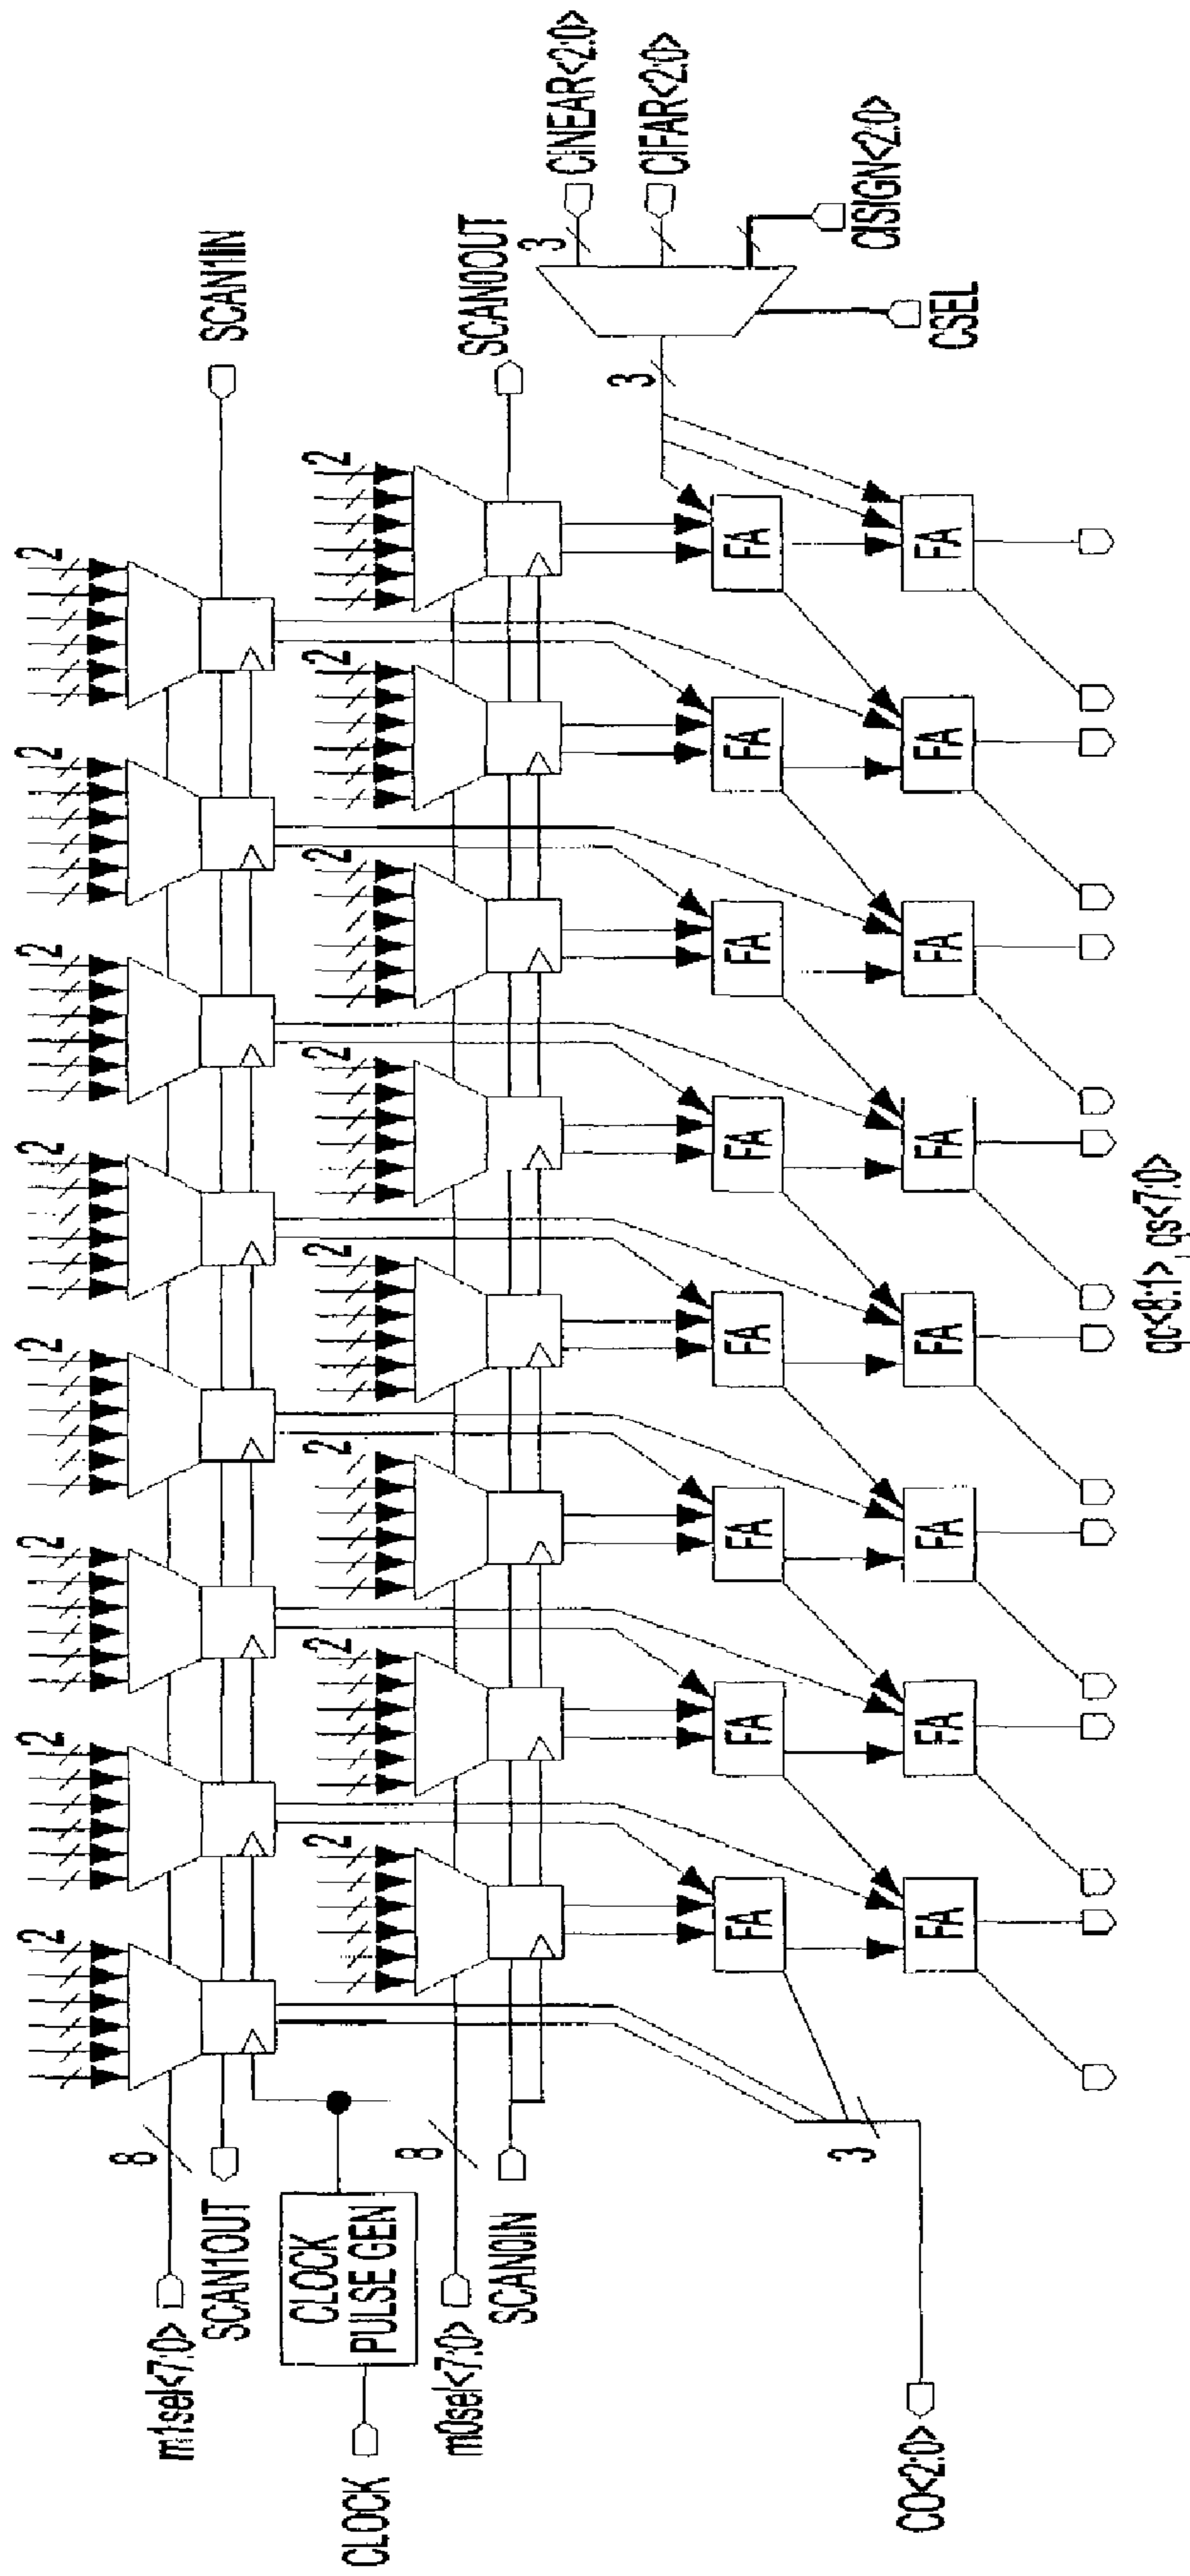 2
2
2
2
2
2
2
2
SCAN1IN
8
m1sel<7:0>
SCAN1OUT
2
2
2
2
2
2
2
2
SCAN0OUT
CLOCK
CLOCK
PULSE GEN
8
m0sel<7:0>
SCAN0IN
3
CINEAR<2:0>
CIFAR<2:0>
CISIGN<2:0>
CSEL
3
FA
FA
FA
FA
FA
FA
FA
FA
3
FA
FA
FA
FA
FA
FA
FA
FA
CO<2:0>
qc<8:1>, qs<7:0>